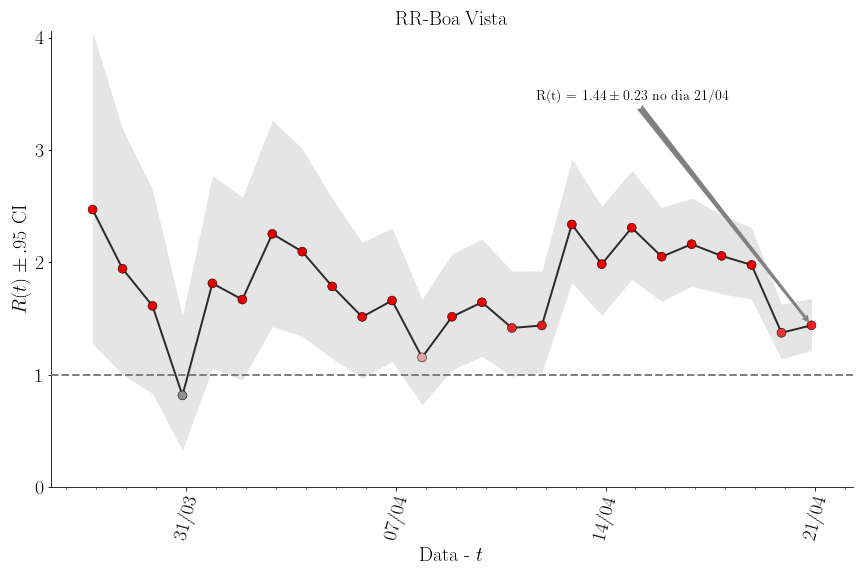 RR-Boa Vista
R(t) = 1.44 ± 0.23 no dia 21/04
R(t) ± .95 CI
4
3
2
1
0
31/03
07/04
14/04
21/04
Data - t